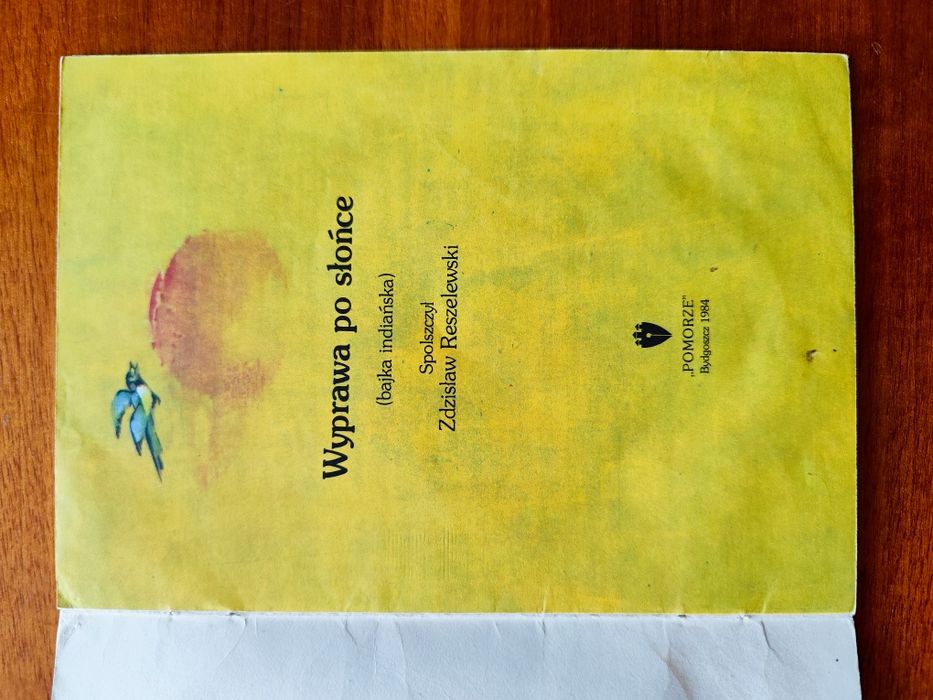 Wyprawa po słońce
(bajka indiańska)
Spolszczył
Zdzisław Reszelewski
„POMORZE”
Bydgoszcz 1984